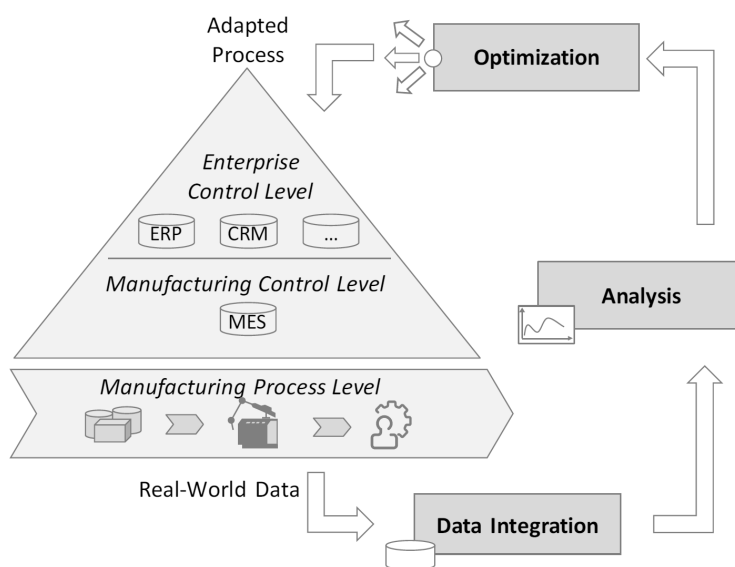 Adapted
Process
Optimization
Enterprise
Control Level
ERP
CRM
...
Manufacturing Control Level
MES
Analysis
Manufacturing Process Level
Real-World Data
Data Integration